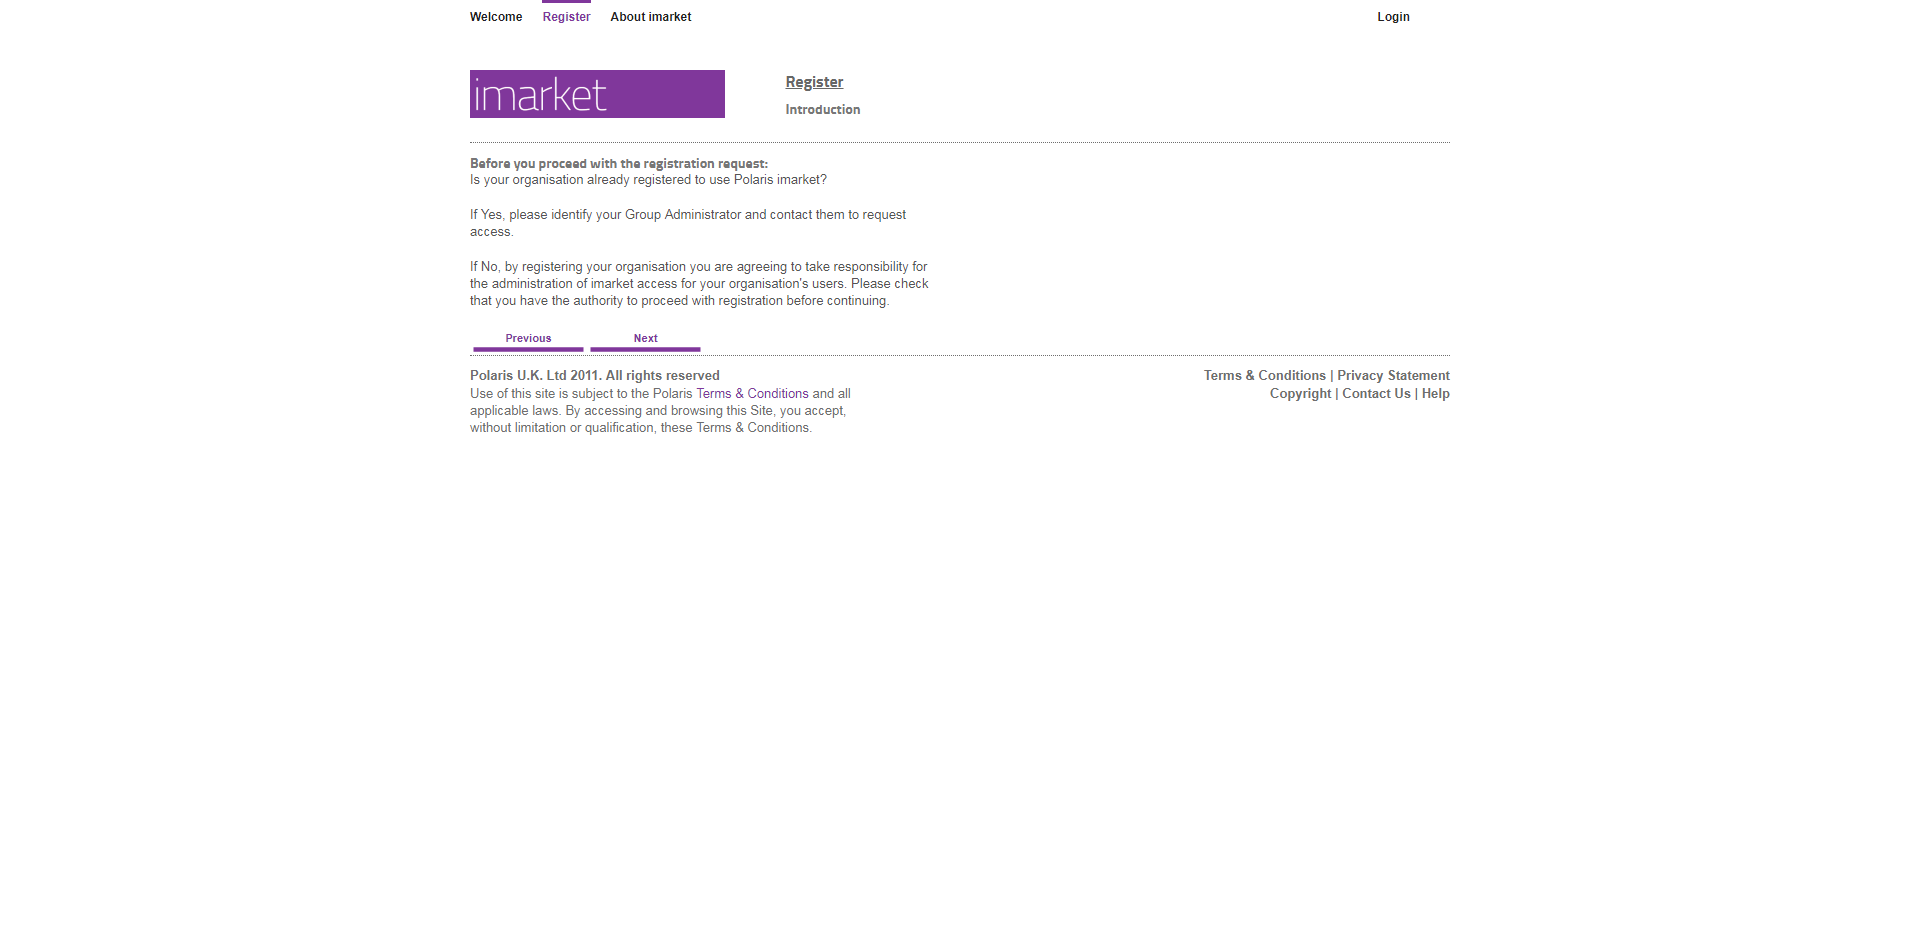 Welcome Register About imarket Login
imarket
Register
Introduction
Before you proceed with the registration request:
Is your organisation already registered to use Polaris imarket?
If Yes, please identify your Group Administrator and contact them to request
access.
If No, by registering your organisation you are agreeing to take responsibility for
the administration of imarket access for your organisation's users. Please check
that you have the authority to proceed with registration before continuing.
Previous Next
Polaris U.K. Ltd 2011. All rights reserved
Use of this site is subject to the Polaris Terms & Conditions and all
applicable laws. By accessing and browsing this Site, you accept,
without limitation or qualification, these Terms & Conditions.
Terms & Conditions | Privacy Statement
Copyright | Contact Us | Help